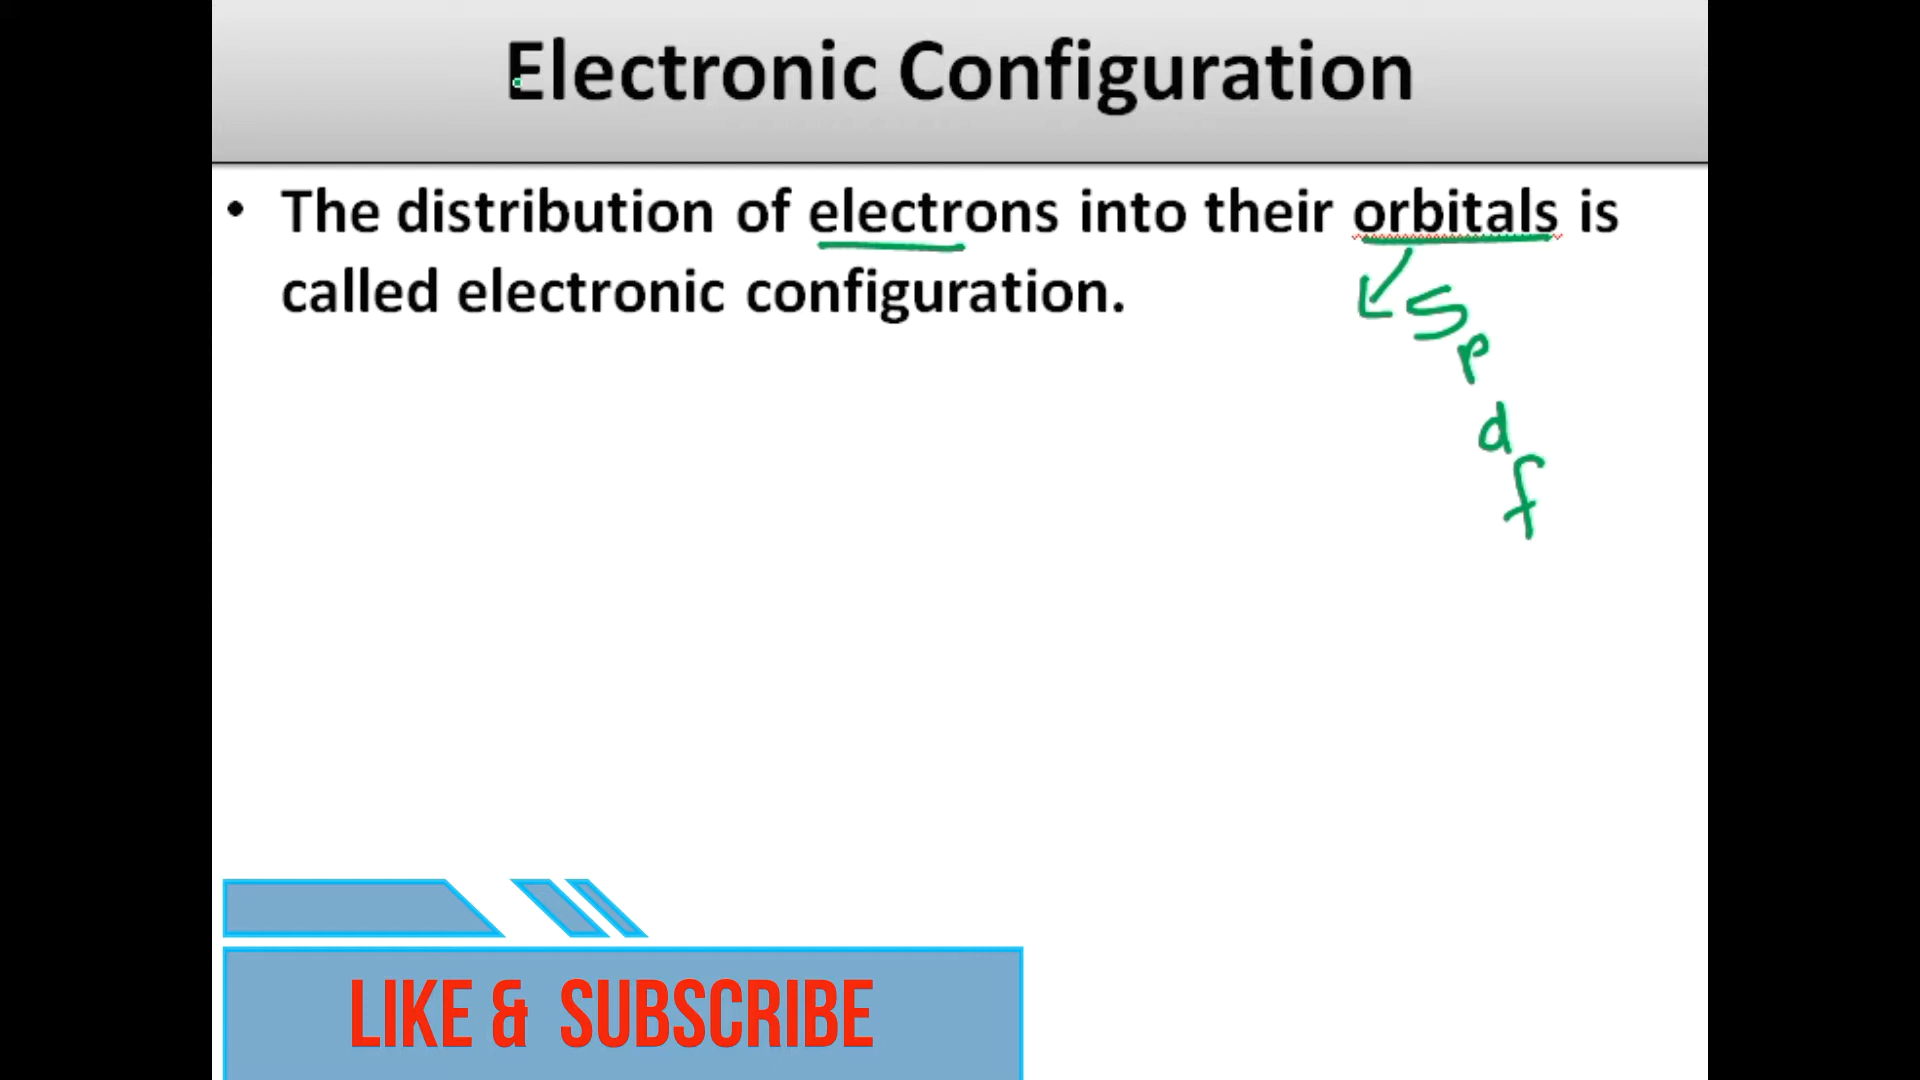 Electronic Configuration
• The distribution of electrons into their orbitals is
called electronic configuration.
S
p
d
f
LIKE & SUBSCRIBE